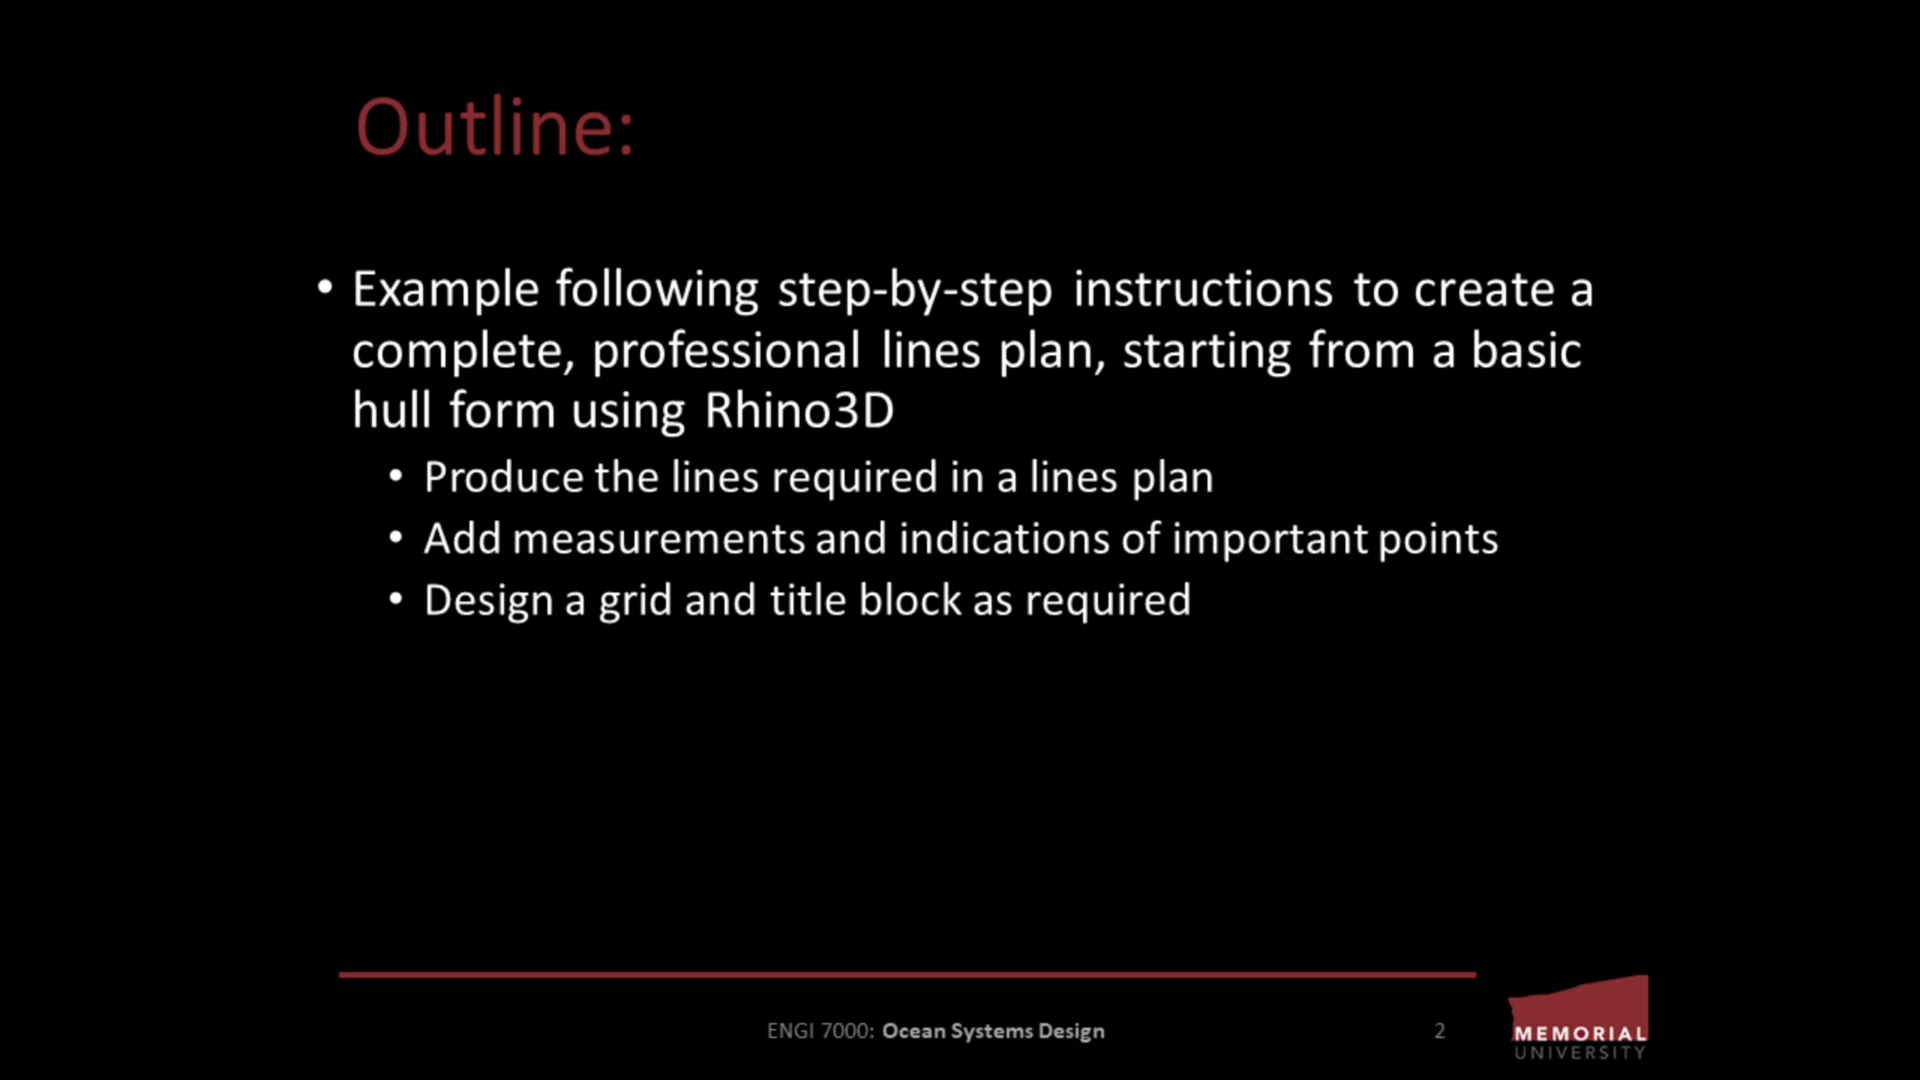 Outline:
• Example following step-by-step instructions to create a
complete, professional lines plan, starting from a basic
hull form using Rhino3D
• Produce the lines required in a lines plan
• Add measurements and indications of important points
• Design a grid and title block as required
ENGI 7000: Ocean Systems Design
2
MEMORIAL
UNIVERSITY